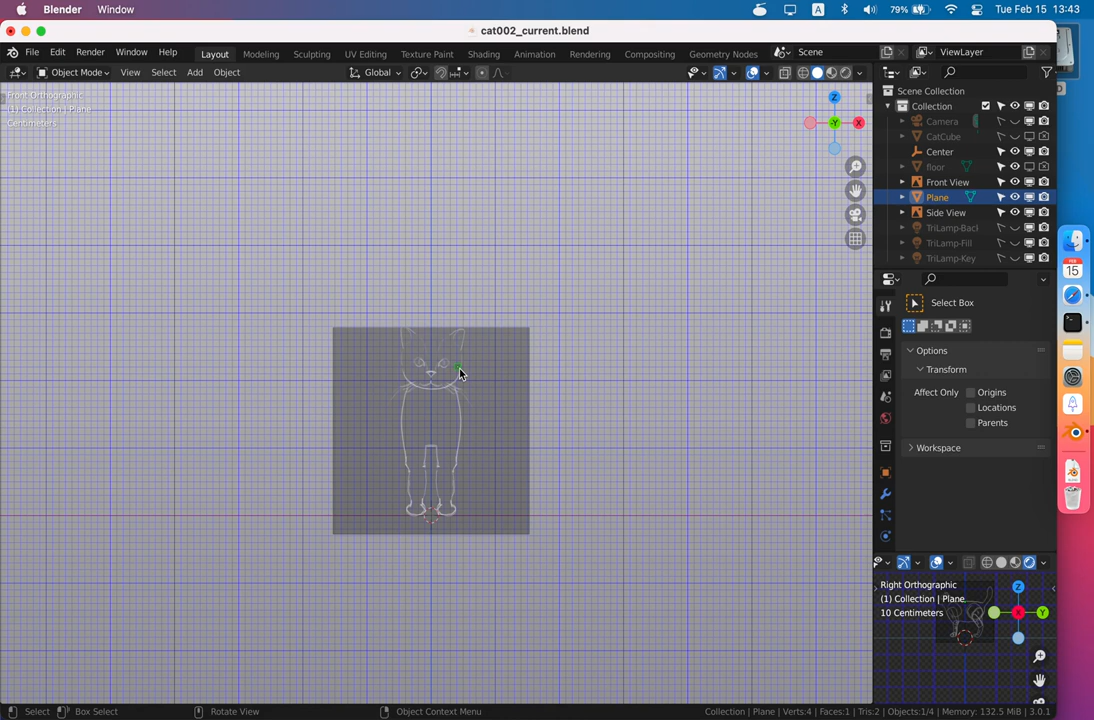 Blender Window A 79% Tue Feb 15 13:43
cat002_current.blend
File Edit Render Window Help Layout Modeling Sculpting UV Editing Texture Paint Shading Animation Rendering Compositing Geometry Nodes Scene ViewLayer
Object Mode View Select Add Object Global
Front Orthographic
(1) Collection | Plane
Centimeters
Z
-Y
X
Scene Collection
Collection
Camera
CatCube
Center
floor
Front View
Plane
Side View
TriLamp-Back
TriLamp-Fill
TriLamp-Key
FEB
15
Select Box
Options
Transform
Affect Only Origins
Locations
Parents
Workspace
Right Orthographic
(1) Collection | Plane
10 Centimeters
Z
X
Y
Select Box Select Rotate View Object Context Menu Collection | Plane | Verts:4 | Faces:1 | Tris:2 | Objects:1/4 | Memory: 132.5 MiB | 3.0.1